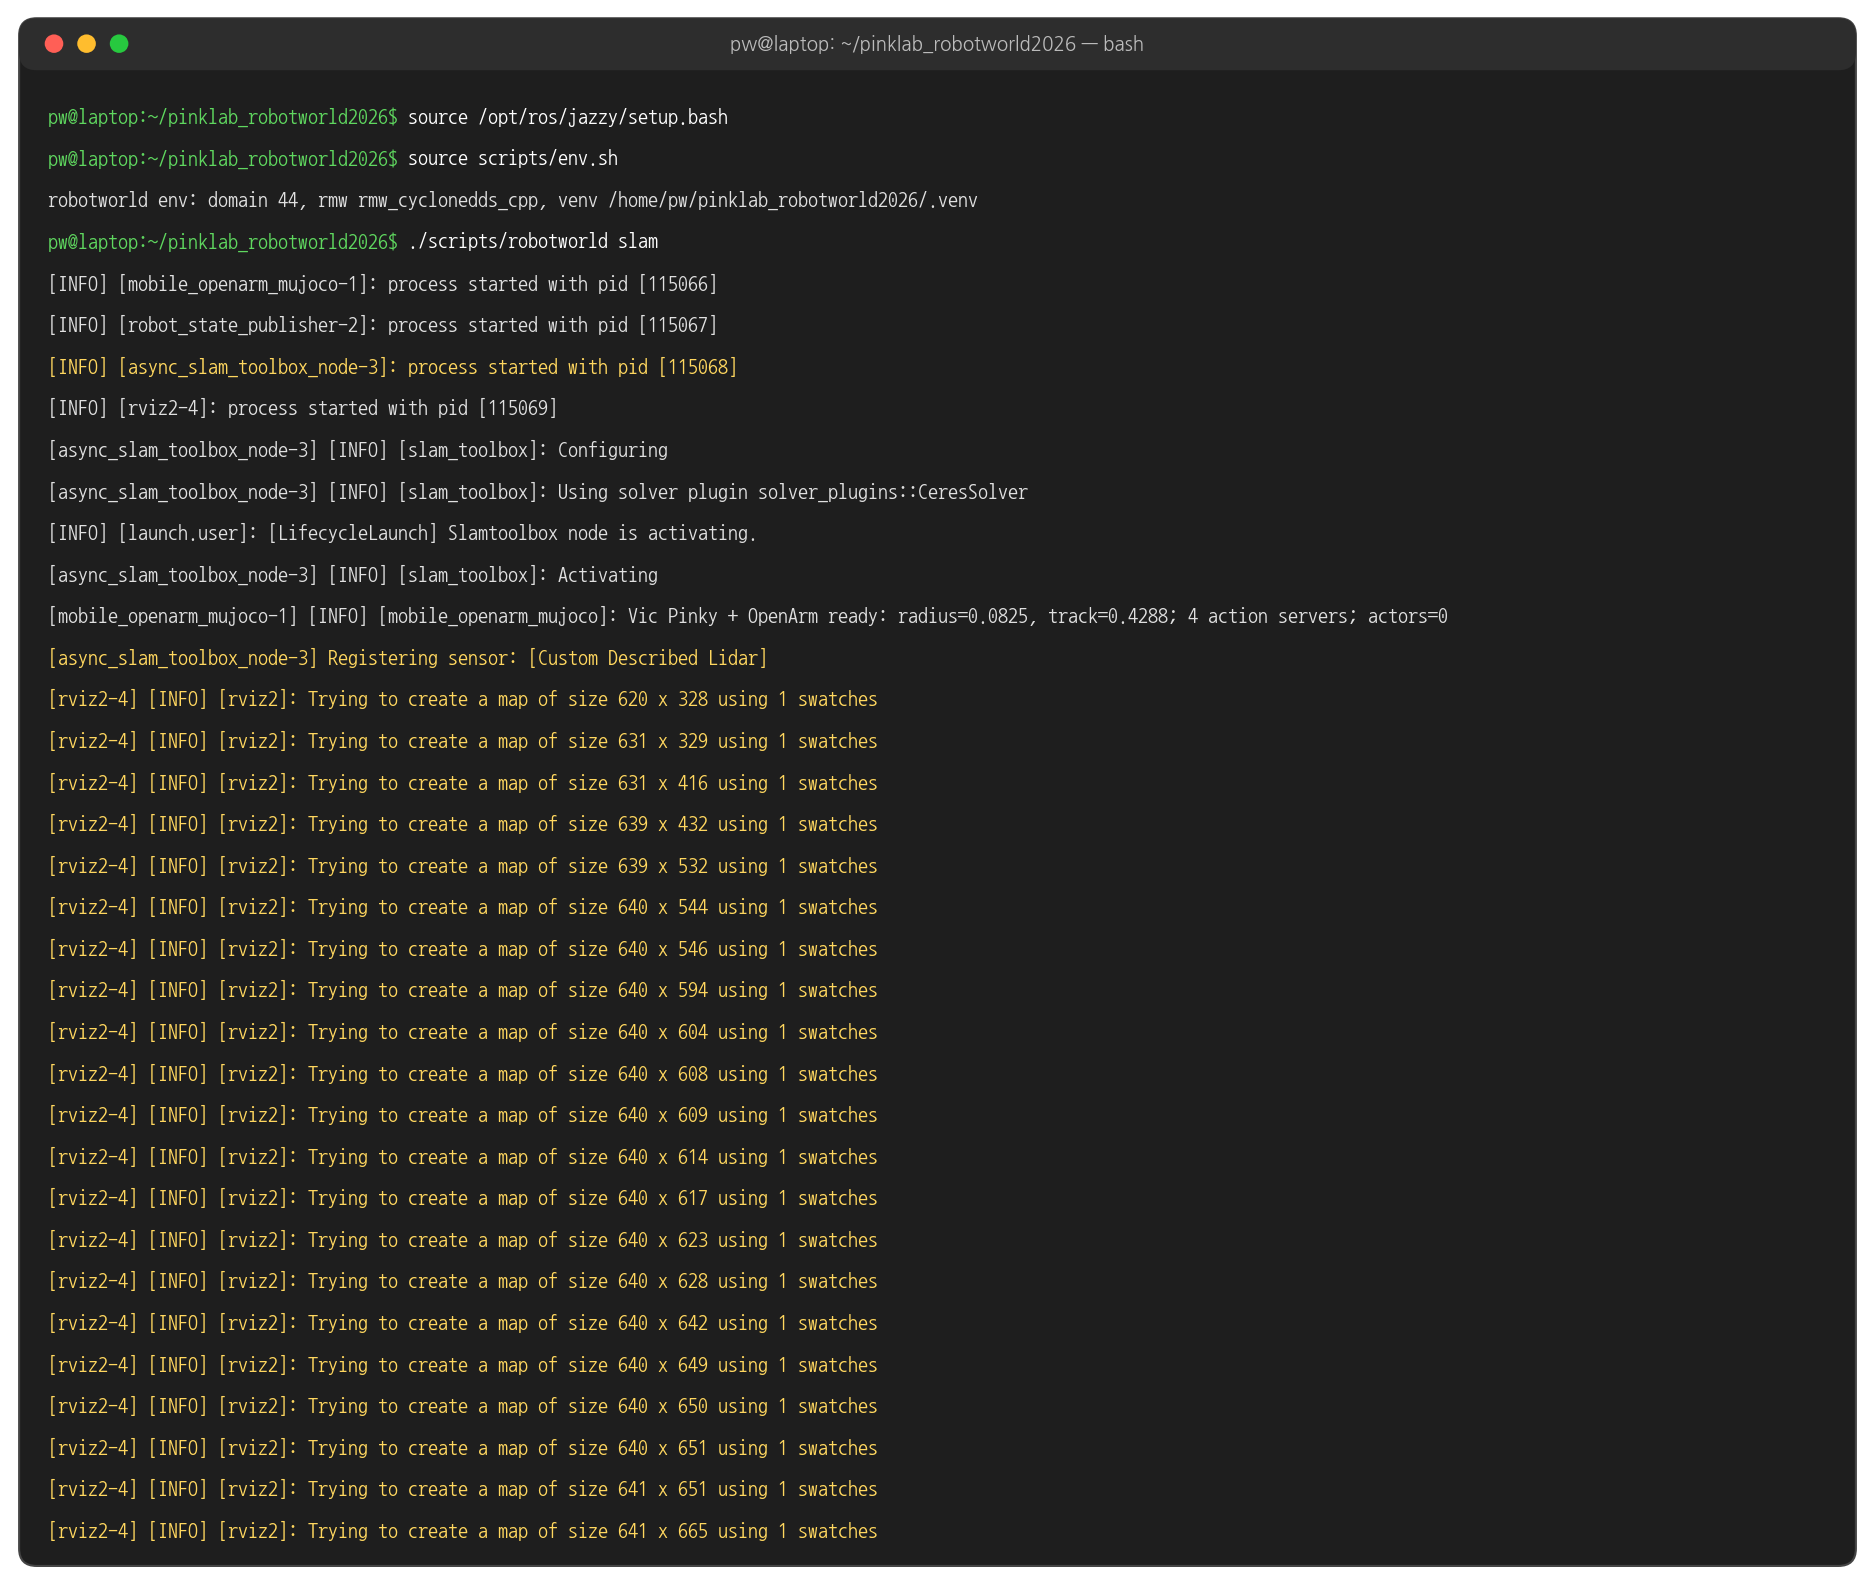 pw@laptop: ~/pinklab_robotworld2026 — bash
pw@laptop:~/pinklab_robotworld2026$ source /opt/ros/jazzy/setup.bash
pw@laptop:~/pinklab_robotworld2026$ source scripts/env.sh
robotworld env: domain 44, rmw rmw_cyclonedds_cpp, venv /home/pw/pinklab_robotworld2026/.venv
pw@laptop:~/pinklab_robotworld2026$ ./scripts/robotworld slam
[INFO] [mobile_openarm_mujoco-1]: process started with pid [115066]
[INFO] [robot_state_publisher-2]: process started with pid [115067]
[INFO] [async_slam_toolbox_node-3]: process started with pid [115068]
[INFO] [rviz2-4]: process started with pid [115069]
[async_slam_toolbox_node-3] [INFO] [slam_toolbox]: Configuring
[async_slam_toolbox_node-3] [INFO] [slam_toolbox]: Using solver plugin solver_plugins::CeresSolver
[INFO] [launch.user]: [LifecycleLaunch] Slamtoolbox node is activating.
[async_slam_toolbox_node-3] [INFO] [slam_toolbox]: Activating
[mobile_openarm_mujoco-1] [INFO] [mobile_openarm_mujoco]: Vic Pinky + OpenArm ready: radius=0.0825, track=0.4288; 4 action servers; actors=0
[async_slam_toolbox_node-3] Registering sensor: [Custom Described Lidar]
[rviz2-4] [INFO] [rviz2]: Trying to create a map of size 620 x 328 using 1 swatches
[rviz2-4] [INFO] [rviz2]: Trying to create a map of size 631 x 329 using 1 swatches
[rviz2-4] [INFO] [rviz2]: Trying to create a map of size 631 x 416 using 1 swatches
[rviz2-4] [INFO] [rviz2]: Trying to create a map of size 639 x 432 using 1 swatches
[rviz2-4] [INFO] [rviz2]: Trying to create a map of size 639 x 532 using 1 swatches
[rviz2-4] [INFO] [rviz2]: Trying to create a map of size 640 x 544 using 1 swatches
[rviz2-4] [INFO] [rviz2]: Trying to create a map of size 640 x 546 using 1 swatches
[rviz2-4] [INFO] [rviz2]: Trying to create a map of size 640 x 594 using 1 swatches
[rviz2-4] [INFO] [rviz2]: Trying to create a map of size 640 x 604 using 1 swatches
[rviz2-4] [INFO] [rviz2]: Trying to create a map of size 640 x 608 using 1 swatches
[rviz2-4] [INFO] [rviz2]: Trying to create a map of size 640 x 609 using 1 swatches
[rviz2-4] [INFO] [rviz2]: Trying to create a map of size 640 x 614 using 1 swatches
[rviz2-4] [INFO] [rviz2]: Trying to create a map of size 640 x 617 using 1 swatches
[rviz2-4] [INFO] [rviz2]: Trying to create a map of size 640 x 623 using 1 swatches
[rviz2-4] [INFO] [rviz2]: Trying to create a map of size 640 x 628 using 1 swatches
[rviz2-4] [INFO] [rviz2]: Trying to create a map of size 640 x 642 using 1 swatches
[rviz2-4] [INFO] [rviz2]: Trying to create a map of size 640 x 649 using 1 swatches
[rviz2-4] [INFO] [rviz2]: Trying to create a map of size 640 x 650 using 1 swatches
[rviz2-4] [INFO] [rviz2]: Trying to create a map of size 640 x 651 using 1 swatches
[rviz2-4] [INFO] [rviz2]: Trying to create a map of size 641 x 651 using 1 swatches
[rviz2-4] [INFO] [rviz2]: Trying to create a map of size 641 x 665 using 1 swatches